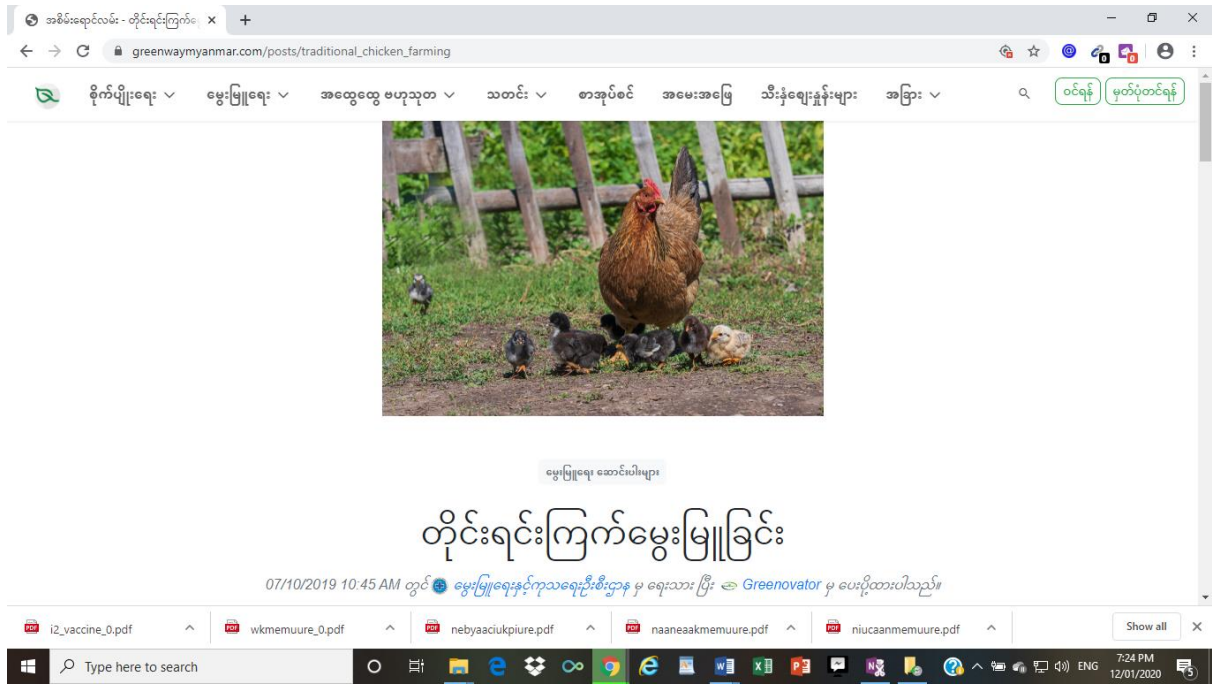 အစိမ်းရောင်လမ်း - တိုင်းရင်းကြက်မွေ
greenwaymyanmar.com/posts/traditional_chicken_farming
စိုက်ပျိုးရေး မွေးမြူရေး အထွေထွေ ဗဟုသုတ သတင်း စာအုပ်စင် အမေးအဖြေ သီးနှံဈေးနှုန်းများ အခြား ဝင်ရန် မှတ်ပုံတင်ရန်
မွေးမြူရေး ဆောင်းပါးများ
တိုင်းရင်းကြက်မွေးမြူခြင်း
07/10/2019 10:45 AM တွင် မွေးမြူရေးနှင့်ကုသရေးဦးစီးဌာန မှ ရေးသား ပြီး Greenovator မှ ပေးပို့ထားပါသည်။
i2_vaccine_0.pdf wkmemuure_0.pdf nebyaaciukpiure.pdf naaneaakmemuure.pdf niucaanmemuure.pdf Show all
Type here to search ENG 7:24 PM
12/01/2020